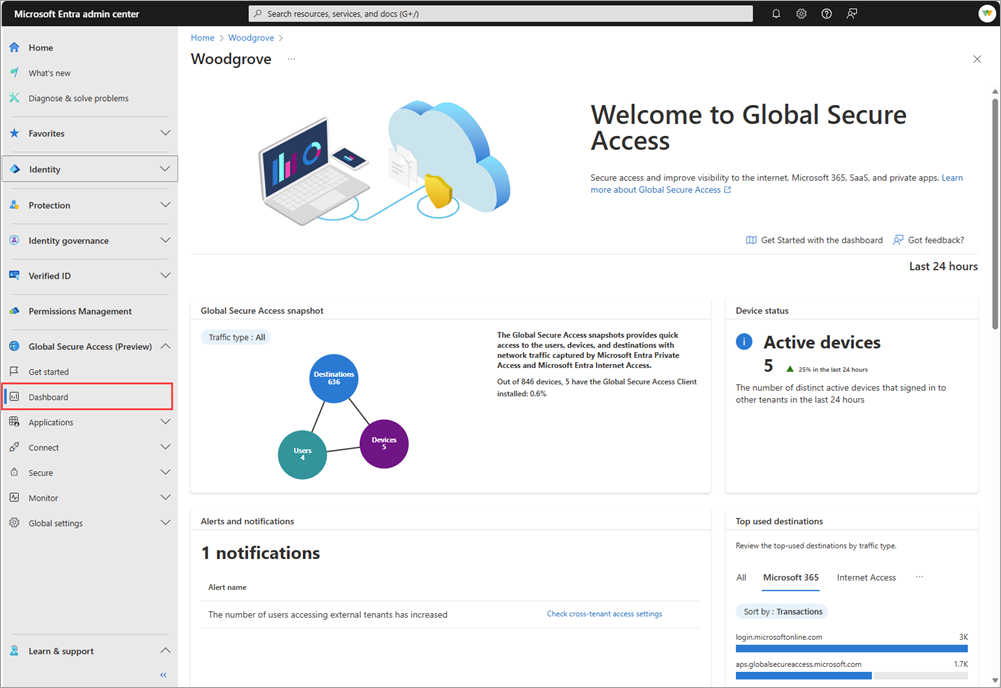 Microsoft Entra admin center
Search resources, services, and docs (G+/)
Home
What's new
Diagnose & solve problems
Favorites
Identity
Protection
Identity governance
Verified ID
Permissions Management
Global Secure Access (Preview)
Get started
Dashboard
Applications
Connect
Secure
Monitor
Global settings
Learn & support
Home > Woodgrove >
Woodgrove ...
Welcome to Global Secure
Access
Secure access and improve visibility to the internet. Microsoft 365, SaaS, and private apps. Learn
more about Global Secure Access
Get Started with the dashboard
Got feedback?
Last 24 hours
Global Secure Access snapshot
Traffic type : All
Destinations
636
Users
4
Devices
5
The Global Secure Access snapshots provides quick
access to the users, devices, and destinations with
network traffic captured by Microsoft Entra Private
Access and Microsoft Entra Internet Access.
Out of 846 devices, 5 have the Global Secure Access Client
installed: 0.6%
Device status
Active devices
5 25% in the last 24 hours
The number of distinct active devices that signed in to
other tenants in the last 24 hours
Alerts and notifications
1 notifications
Alert name
The number of users accessing external tenants has increased
Check cross-tenant access settings
Top used destinations
Review the top-used destinations by traffic type.
All Microsoft 365 Internet Access ...
Sort by : Transactions
login.microsoftonline.com 3K
aps.globalsecureaccess.microsoft.com 1.7K